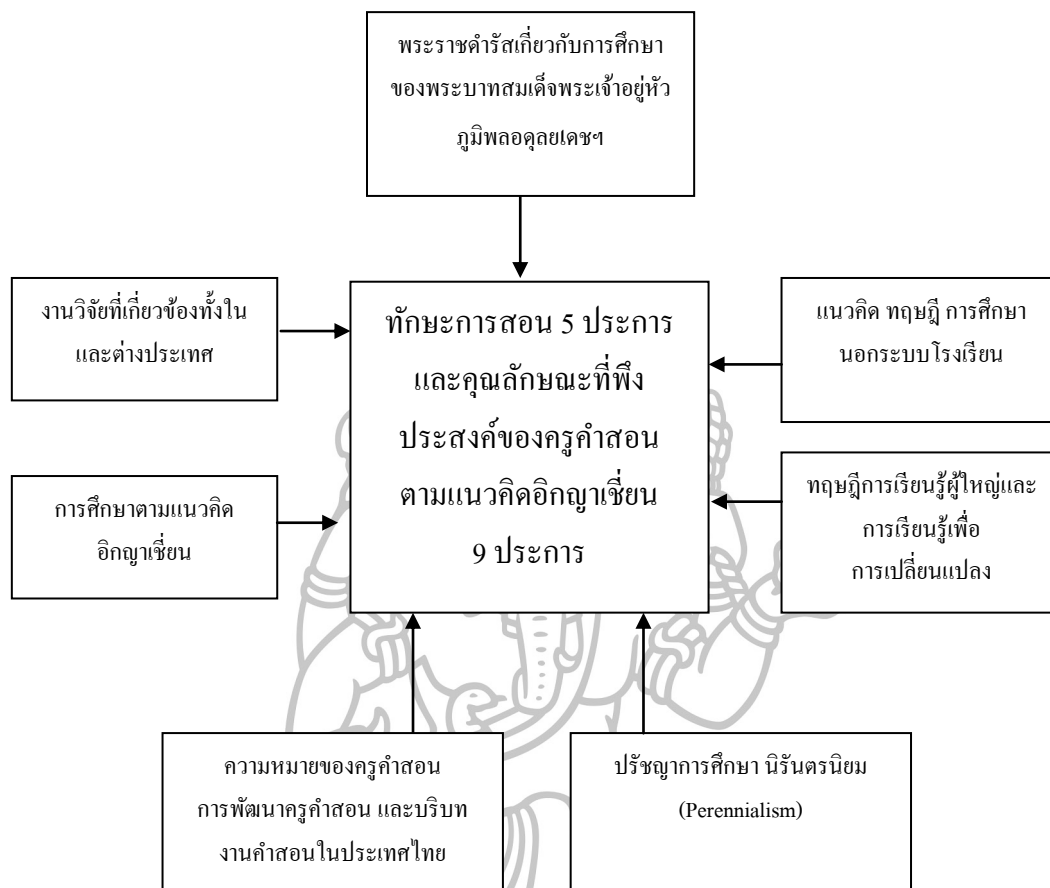 พระราชดำรัสเกี่ยวกับการศึกษา
ของพระบาทสมเด็จพระเจ้าอยู่หัว
ภูมิพลอดุลยเดชฯ
งานวิจัยที่เกี่ยวข้องทั้งใน
และต่างประเทศ
ทักษะการสอน 5 ประการ
และคุณลักษณะที่พึง
ประสงค์ของครูคำสอน
ตามแนวคิดอิกญาเชี่ยน
9 ประการ
แนวคิด ทฤษฎี การศึกษา
นอกระบบโรงเรียน
การศึกษาตามแนวคิด
อิกญาเชี่ยน
ทฤษฎีการเรียนรู้ผู้ใหญ่และ
การเรียนรู้เพื่อ
การเปลี่ยนแปลง
ความหมายของครูคำสอน
การพัฒนาครูคำสอน และบริบท
งานคำสอนในประเทศไทย
ปรัชญาการศึกษา นิรันตรนิยม
(Perennialism)